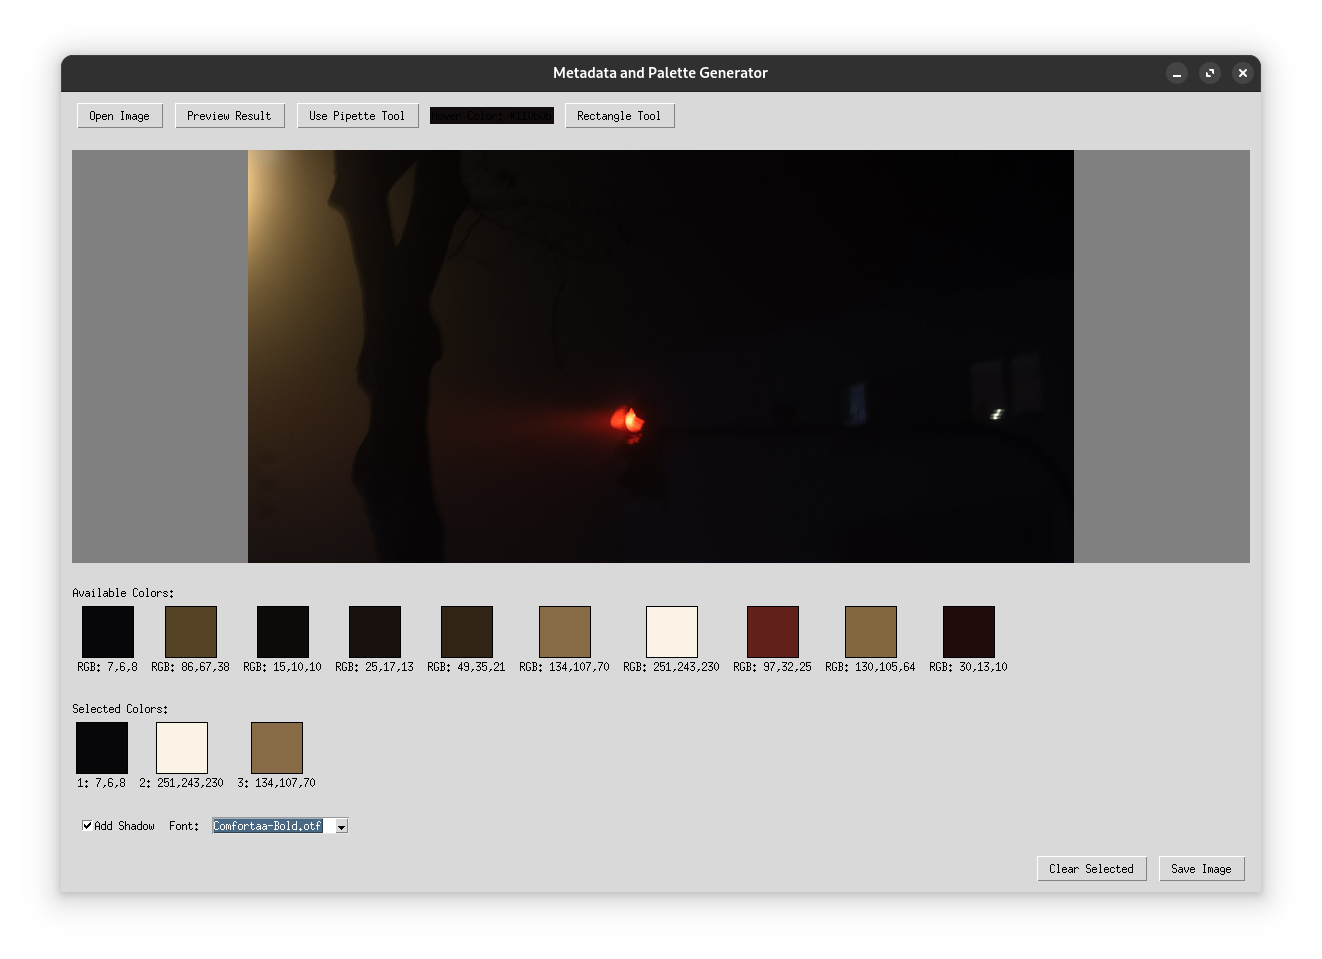 Metadata and Palette Generator
Open Image Preview Result Use Pipette Tool Hover Color: #110b0b Rectangle Tool
Available Colors:
RGB: 7,6,8 RGB: 86,67,38 RGB: 15,10,10 RGB: 25,17,13 RGB: 49,35,21 RGB: 134,107,70 RGB: 251,243,230 RGB: 97,32,25 RGB: 130,105,64 RGB: 30,13,10
Selected Colors:
1: 7,6,8 2: 251,243,230 3: 134,107,70
Add Shadow Font: Comfortaa-Bold.otf
Clear Selected Save Image